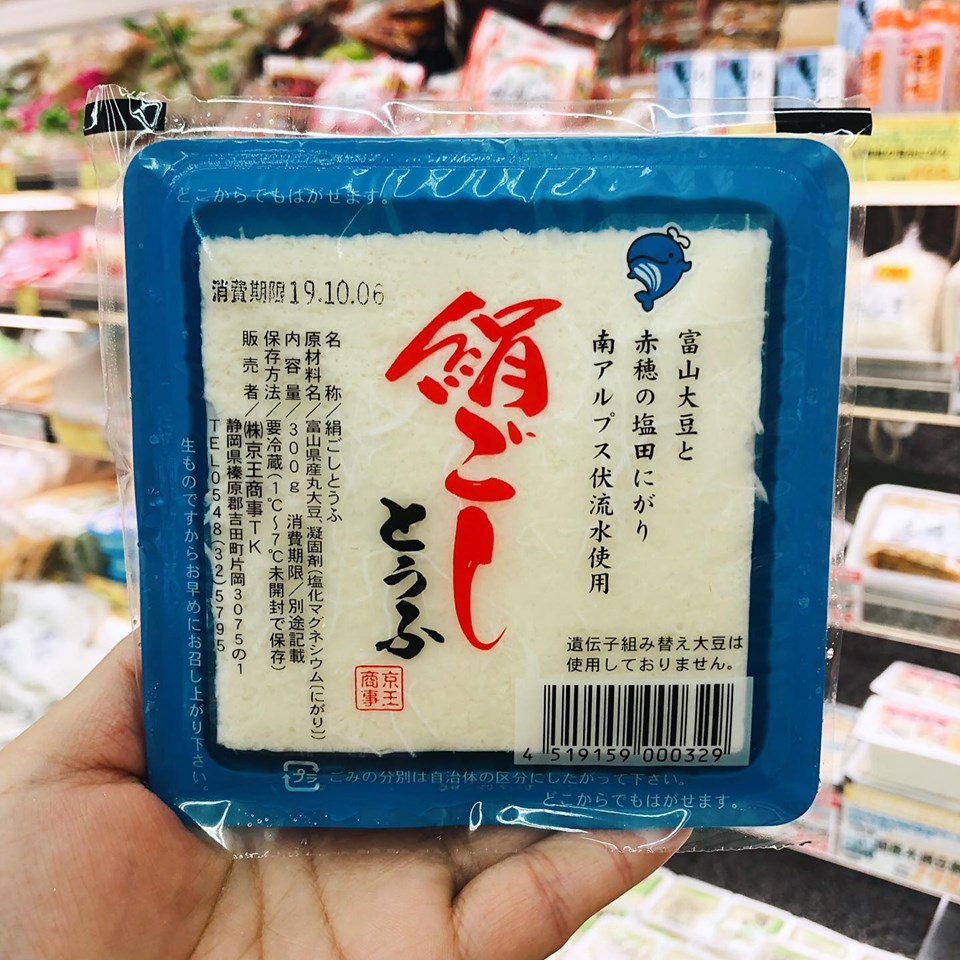 どこからでもはがせます。
消費期限19.10.06
富山大豆と
赤穂の塩田にがり
南アルプス伏流水使用
絹ごし
とうふ
京王
商事
名　　称/絹ごしとうふ
原材料名/富山県産丸大豆、凝固剤(塩化マグネシウム(にがり))
内 容 量/300g　消費期限/別途記載
保存方法/要冷蔵(1℃〜7℃未開封で保存)
販 売 者/㈱京王商事TK
静岡県榛原郡吉田町片岡3075の1
TEL0548(32)5795
生ものですからお早めにお召し上がり下さい。
遺伝子組み替え大豆は
使用しておりません。
4 519159 000329
プラ
ごみの分別は自治体の区分にしたがって下さい。
どこからでもはがせます。